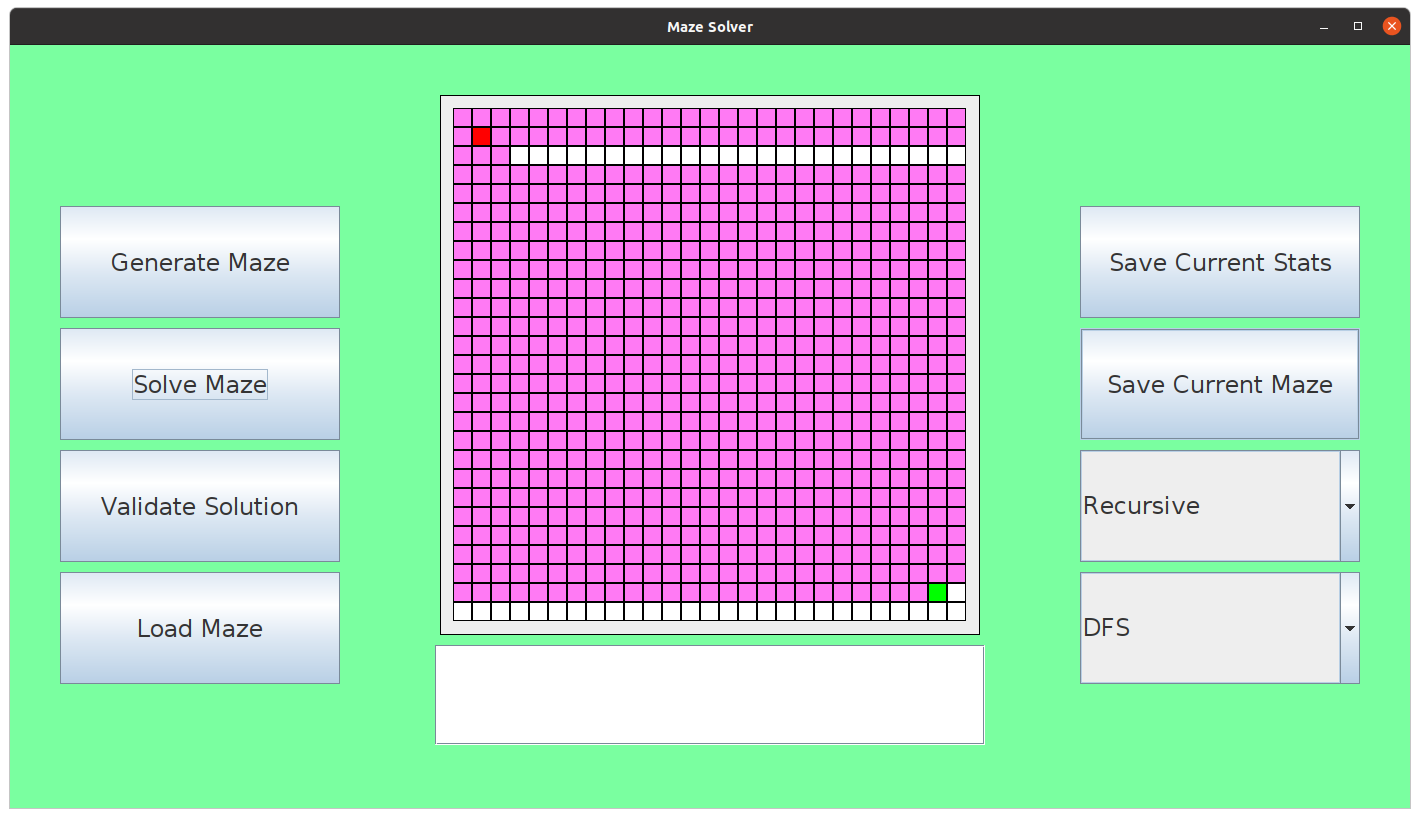 Maze Solver
Generate Maze
Solve Maze
Validate Solution
Load Maze
Save Current Stats
Save Current Maze
Recursive
DFS